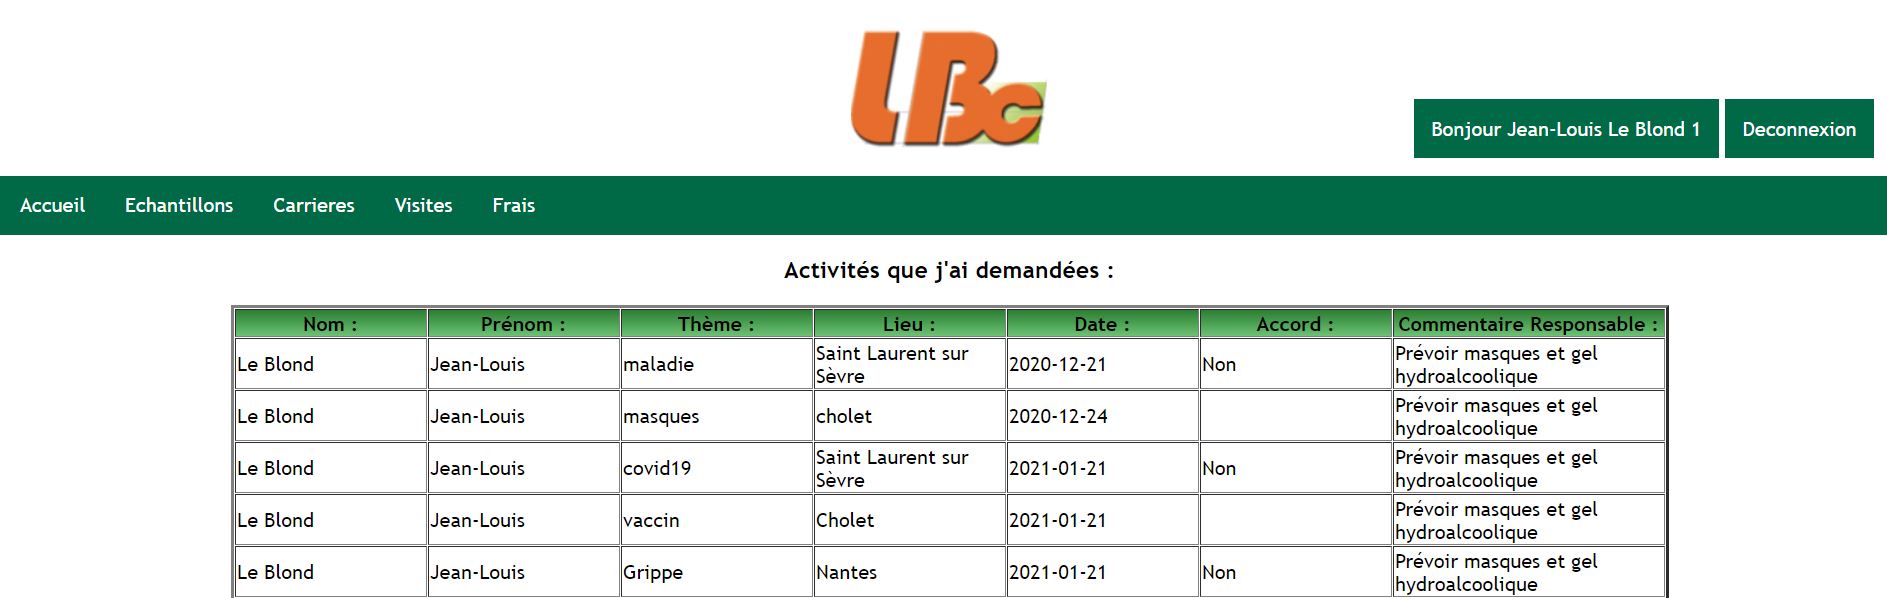 LBc
Bonjour Jean-Louis Le Blond 1 Deconnexion
Accueil Echantillons Carrieres Visites Frais
Activités que j'ai demandées :
Nom : Prénom : Thème : Lieu : Date : Accord : Commentaire Responsable :
Le Blond Jean-Louis maladie Saint Laurent sur Sèvre 2020-12-21 Non Prévoir masques et gel hydroalcoolique
Le Blond Jean-Louis masques cholet 2020-12-24 Prévoir masques et gel hydroalcoolique
Le Blond Jean-Louis covid19 Saint Laurent sur Sèvre 2021-01-21 Non Prévoir masques et gel hydroalcoolique
Le Blond Jean-Louis vaccin Cholet 2021-01-21 Prévoir masques et gel hydroalcoolique
Le Blond Jean-Louis Grippe Nantes 2021-01-21 Non Prévoir masques et gel hydroalcoolique